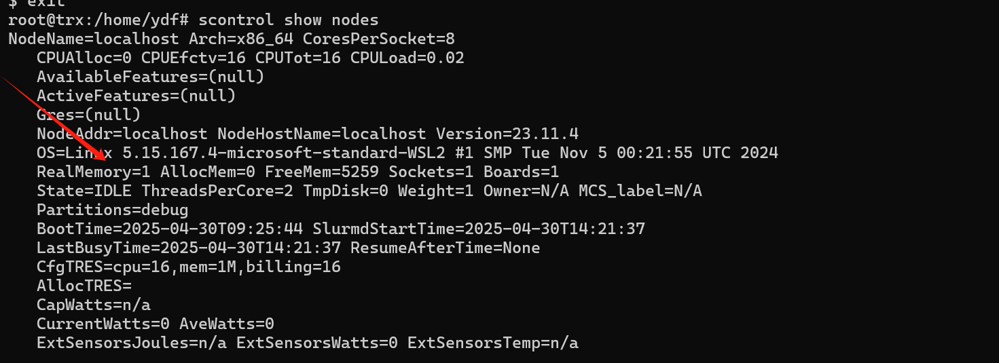 $ exit
root@trx:/home/ydf# scontrol show nodes
NodeName=localhost Arch=x86_64 CoresPerSocket=8
   CPUAlloc=0 CPUEfctv=16 CPUTot=16 CPULoad=0.02
   AvailableFeatures=(null)
   ActiveFeatures=(null)
   Gres=(null)
   NodeAddr=localhost NodeHostName=localhost Version=23.11.4
   OS=Linux 5.15.167.4-microsoft-standard-WSL2 #1 SMP Tue Nov 5 00:21:55 UTC 2024
   RealMemory=1 AllocMem=0 FreeMem=5259 Sockets=1 Boards=1
   State=IDLE ThreadsPerCore=2 TmpDisk=0 Weight=1 Owner=N/A MCS_label=N/A
   Partitions=debug
   BootTime=2025-04-30T09:25:44 SlurmdStartTime=2025-04-30T14:21:37
   LastBusyTime=2025-04-30T14:21:37 ResumeAfterTime=None
   CfgTRES=cpu=16,mem=1M,billing=16
   AllocTRES=
   CapWatts=n/a
   CurrentWatts=0 AveWatts=0
   ExtSensorsJoules=n/a ExtSensorsWatts=0 ExtSensorsTemp=n/a